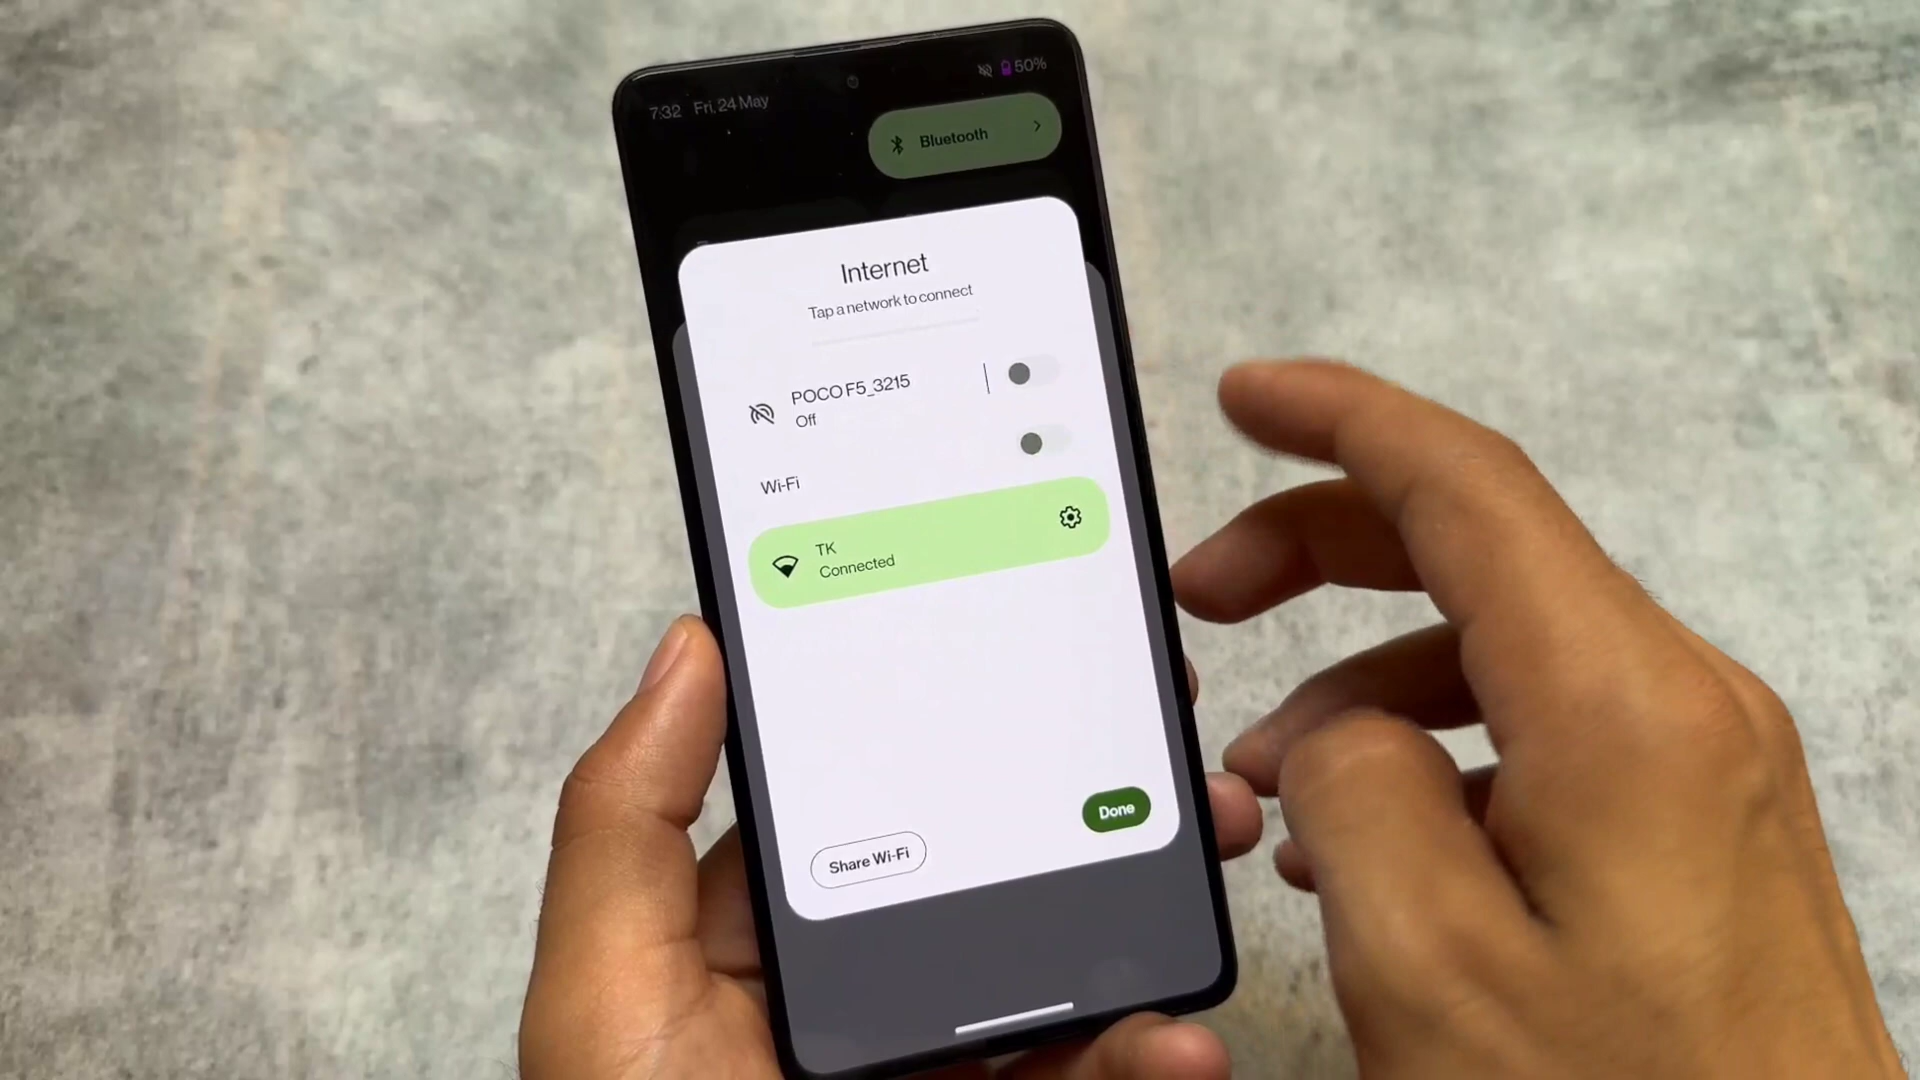 7:32 Fri, 24 May
50%
Bluetooth
Internet
Tap a network to connect
POCO F5_3215
Off
Wi-Fi
TK
Connected
Share Wi-Fi
Done